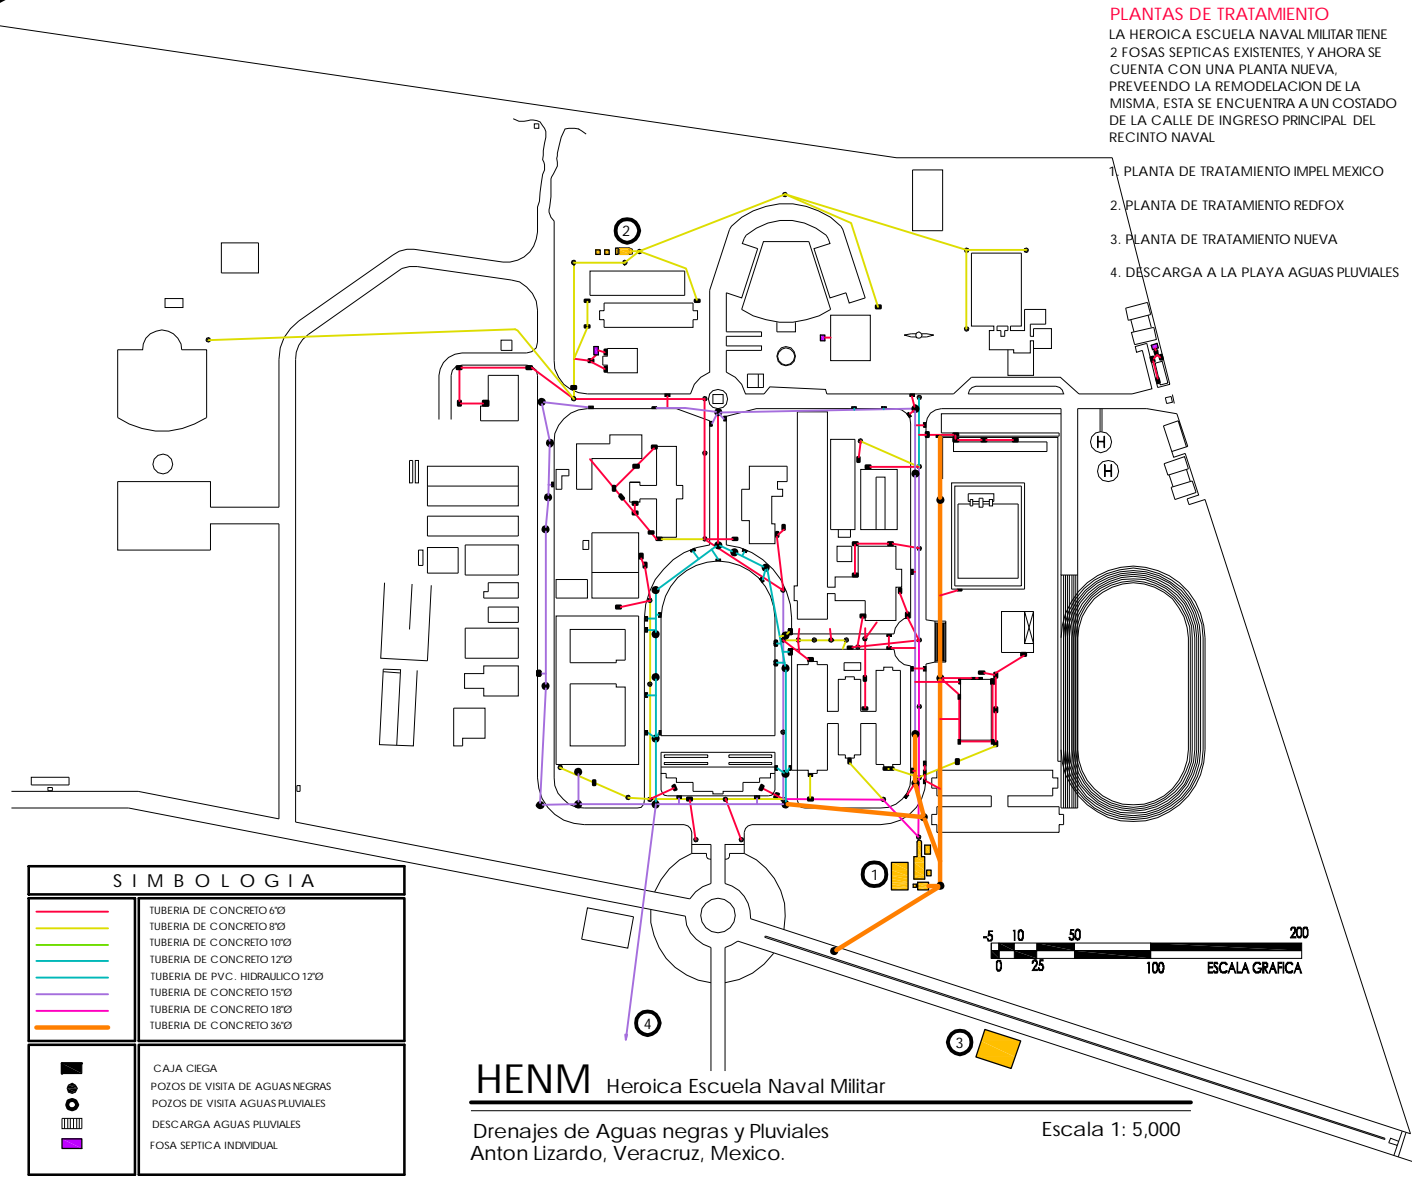 PLANTAS DE TRATAMIENTO
LA HEROICA ESCUELA NAVAL MILITAR TIENE
2 FOSAS SEPTICAS EXISTENTES, Y AHORA SE
CUENTA CON UNA PLANTA NUEVA,
PREVEENDO LA REMODELACION DE LA
MISMA, ESTA SE ENCUENTRA A UN COSTADO
DE LA CALLE DE INGRESO PRINCIPAL DEL
RECINTO NAVAL
1. PLANTA DE TRATAMIENTO IMPEL MEXICO
2. PLANTA DE TRATAMIENTO REDFOX
3. PLANTA DE TRATAMIENTO NUEVA
4. DESCARGA A LA PLAYA AGUAS PLUVIALES
2
H
H
1
4
3
SIMBOLOGIA
TUBERIA DE CONCRETO 6"Ø
TUBERIA DE CONCRETO 8"Ø
TUBERIA DE CONCRETO 10"Ø
TUBERIA DE CONCRETO 12"Ø
TUBERIA DE PVC. HIDRAULICO 12"Ø
TUBERIA DE CONCRETO 15"Ø
TUBERIA DE CONCRETO 18"Ø
TUBERIA DE CONCRETO 36"Ø
CAJA CIEGA
POZOS DE VISITA DE AGUAS NEGRAS
POZOS DE VISITA AGUAS PLUVIALES
DESCARGA AGUAS PLUVIALES
FOSA SEPTICA INDIVIDUAL
-5 10 50 200
0 25 100 ESCALA GRAFICA
HENM Heroica Escuela Naval Militar
Drenajes de Aguas negras y Pluviales
Anton Lizardo, Veracruz, Mexico.
Escala 1: 5,000